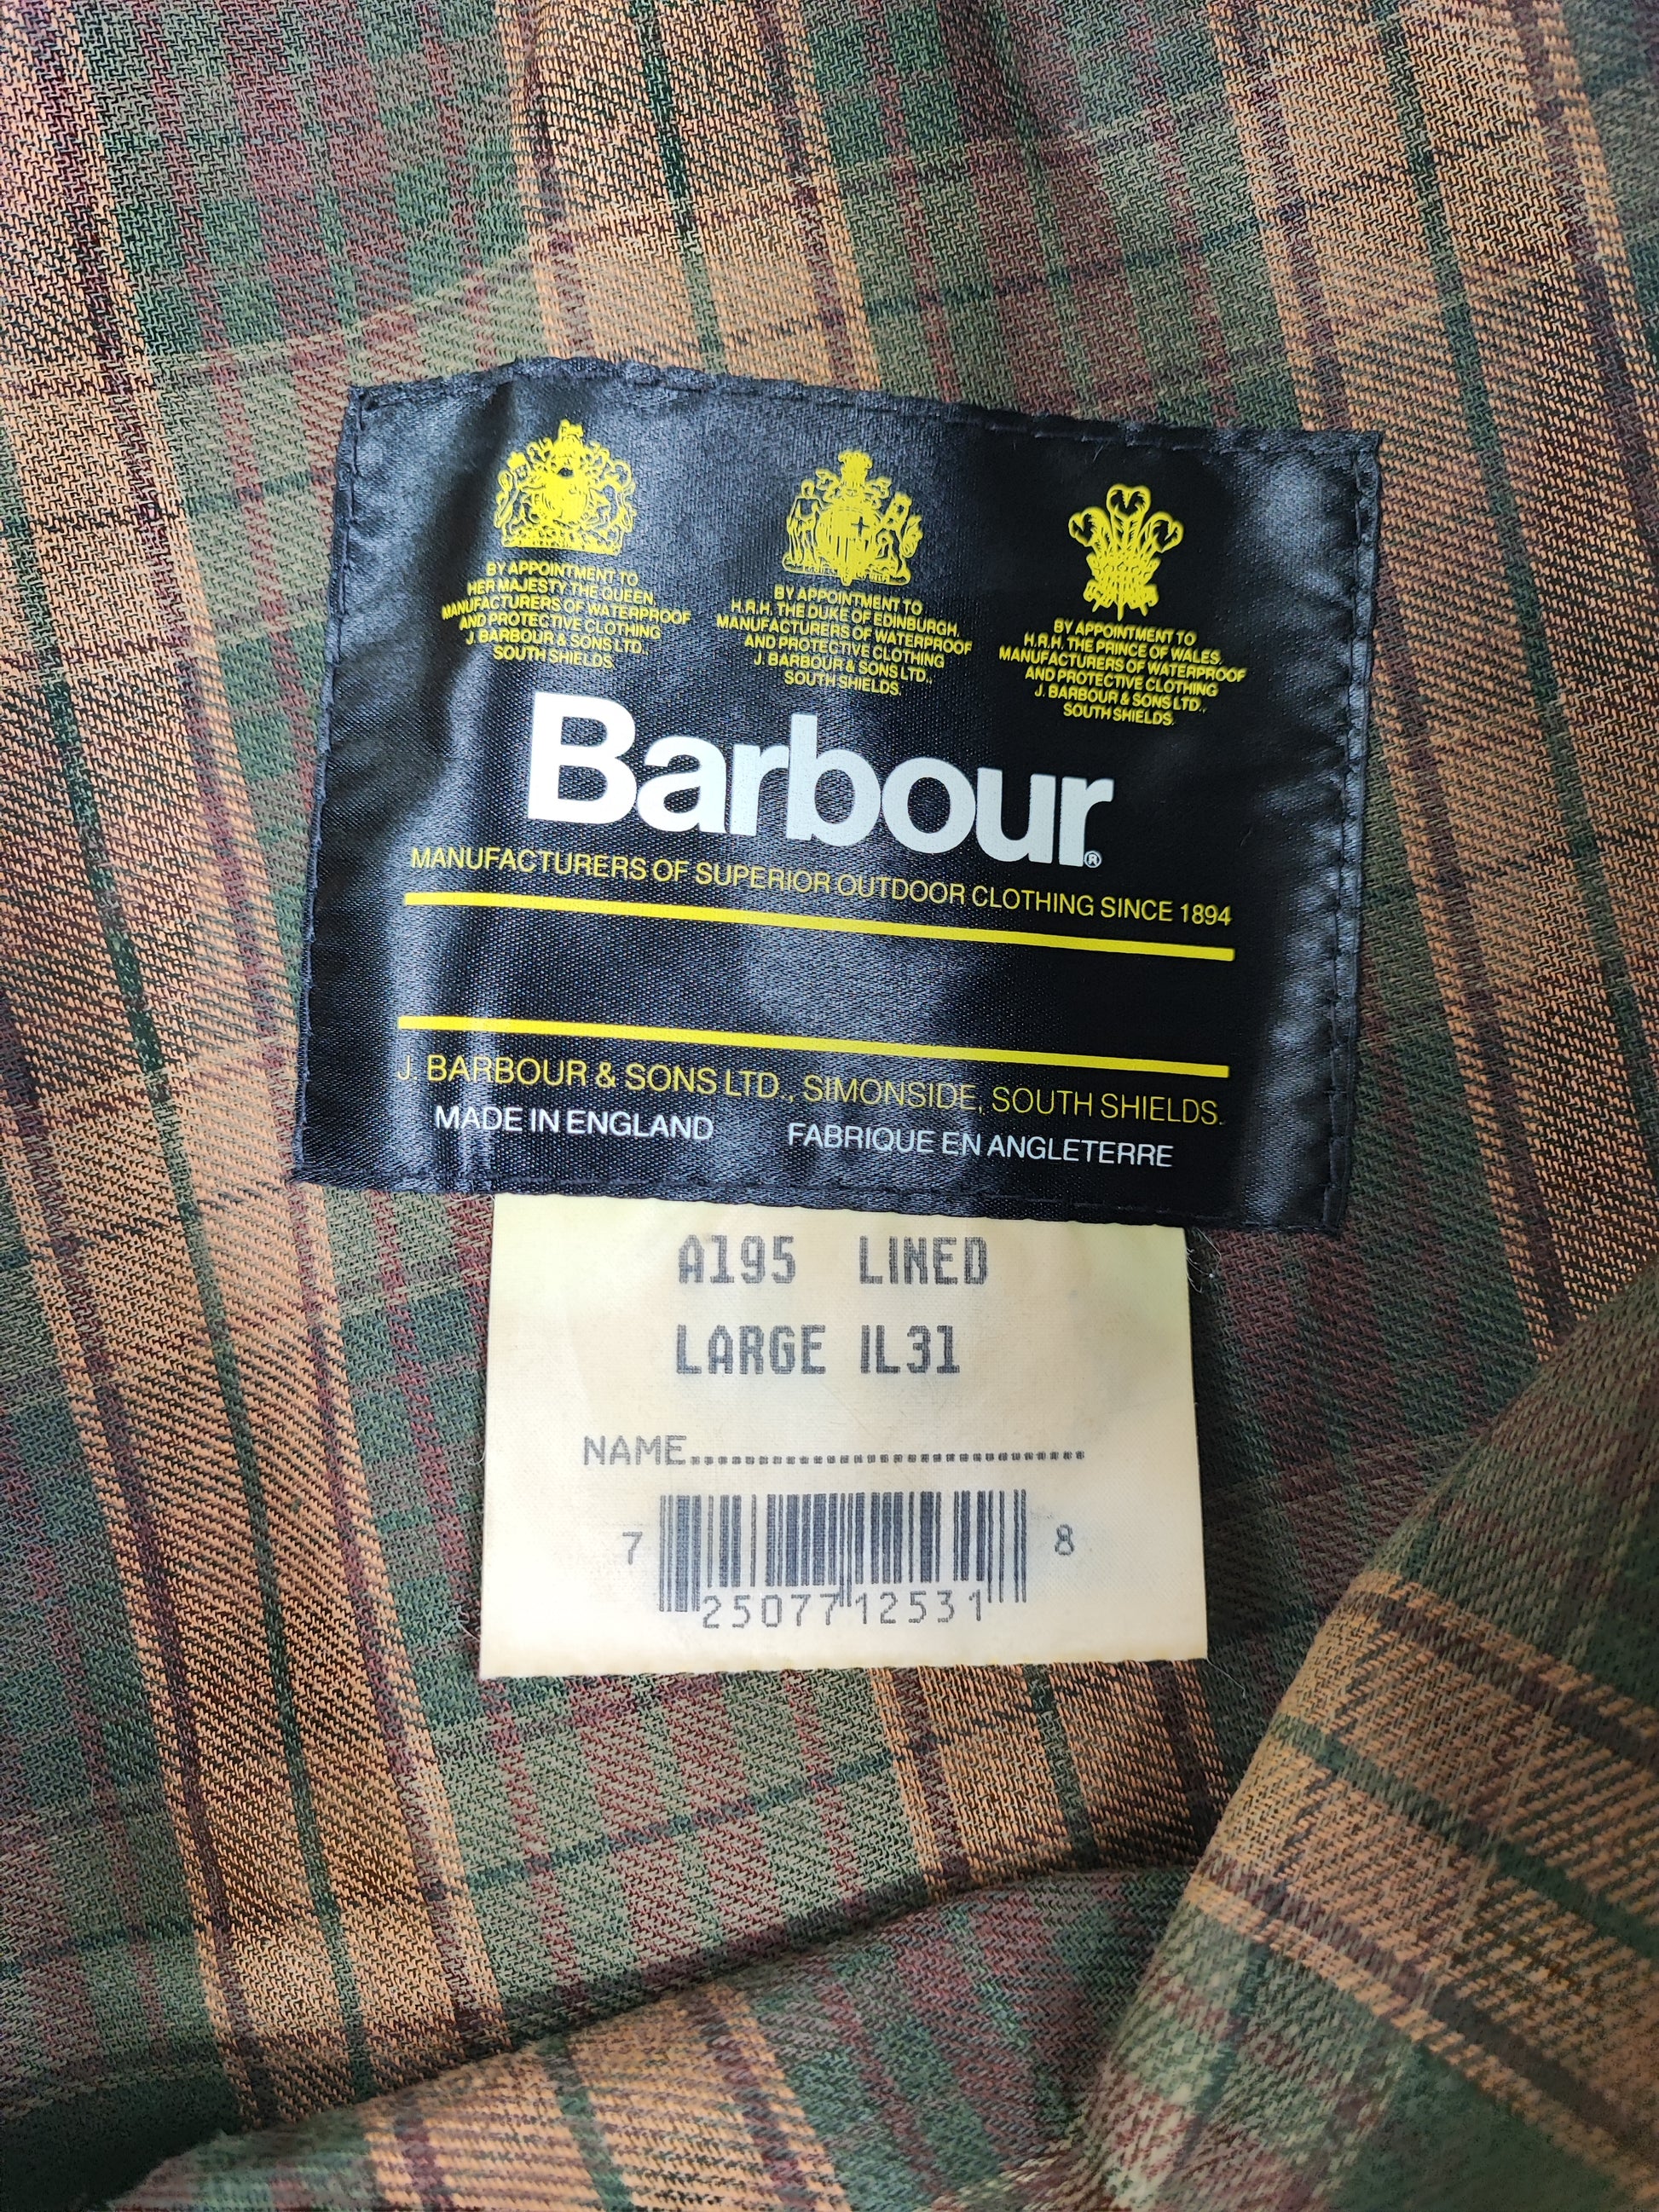 BY APPOINTMENT TO
HER MAJESTY THE QUEEN,
MANUFACTURERS OF WATERPROOF
AND PROTECTIVE CLOTHING
J. BARBOUR & SONS LTD.,
SOUTH SHIELDS.
BY APPOINTMENT TO
H.R.H. THE DUKE OF EDINBURGH,
MANUFACTURERS OF WATERPROOF
AND PROTECTIVE CLOTHING
J. BARBOUR & SONS LTD.,
SOUTH SHIELDS.
BY APPOINTMENT TO
H.R.H. THE PRINCE OF WALES,
MANUFACTURERS OF WATERPROOF
AND PROTECTIVE CLOTHING
J. BARBOUR & SONS LTD.,
SOUTH SHIELDS.
Barbour®
MANUFACTURERS OF SUPERIOR OUTDOOR CLOTHING SINCE 1894
J. BARBOUR & SONS LTD., SIMONSIDE, SOUTH SHIELDS.
MADE IN ENGLAND FABRIQUE EN ANGLETERRE
A195 LINED
LARGE IL31
NAME.......................................
7 25077 12531 8